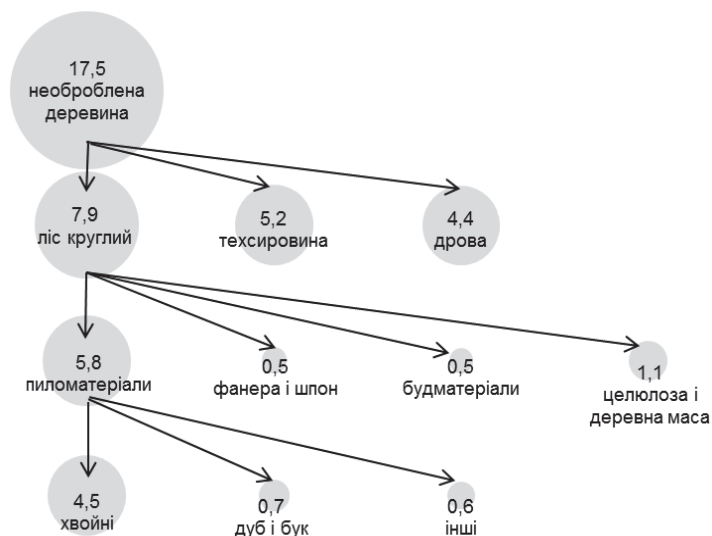 17,5
необроблена
деревина
7,9
ліс круглий
5,2
техсировина
4,4
дрова
5,8
пиломатеріали
0,5
фанера і шпон
0,5
будматеріали
1,1
целюлоза і
деревна маса
4,5
хвойні
0,7
дуб і бук
0,6
інші